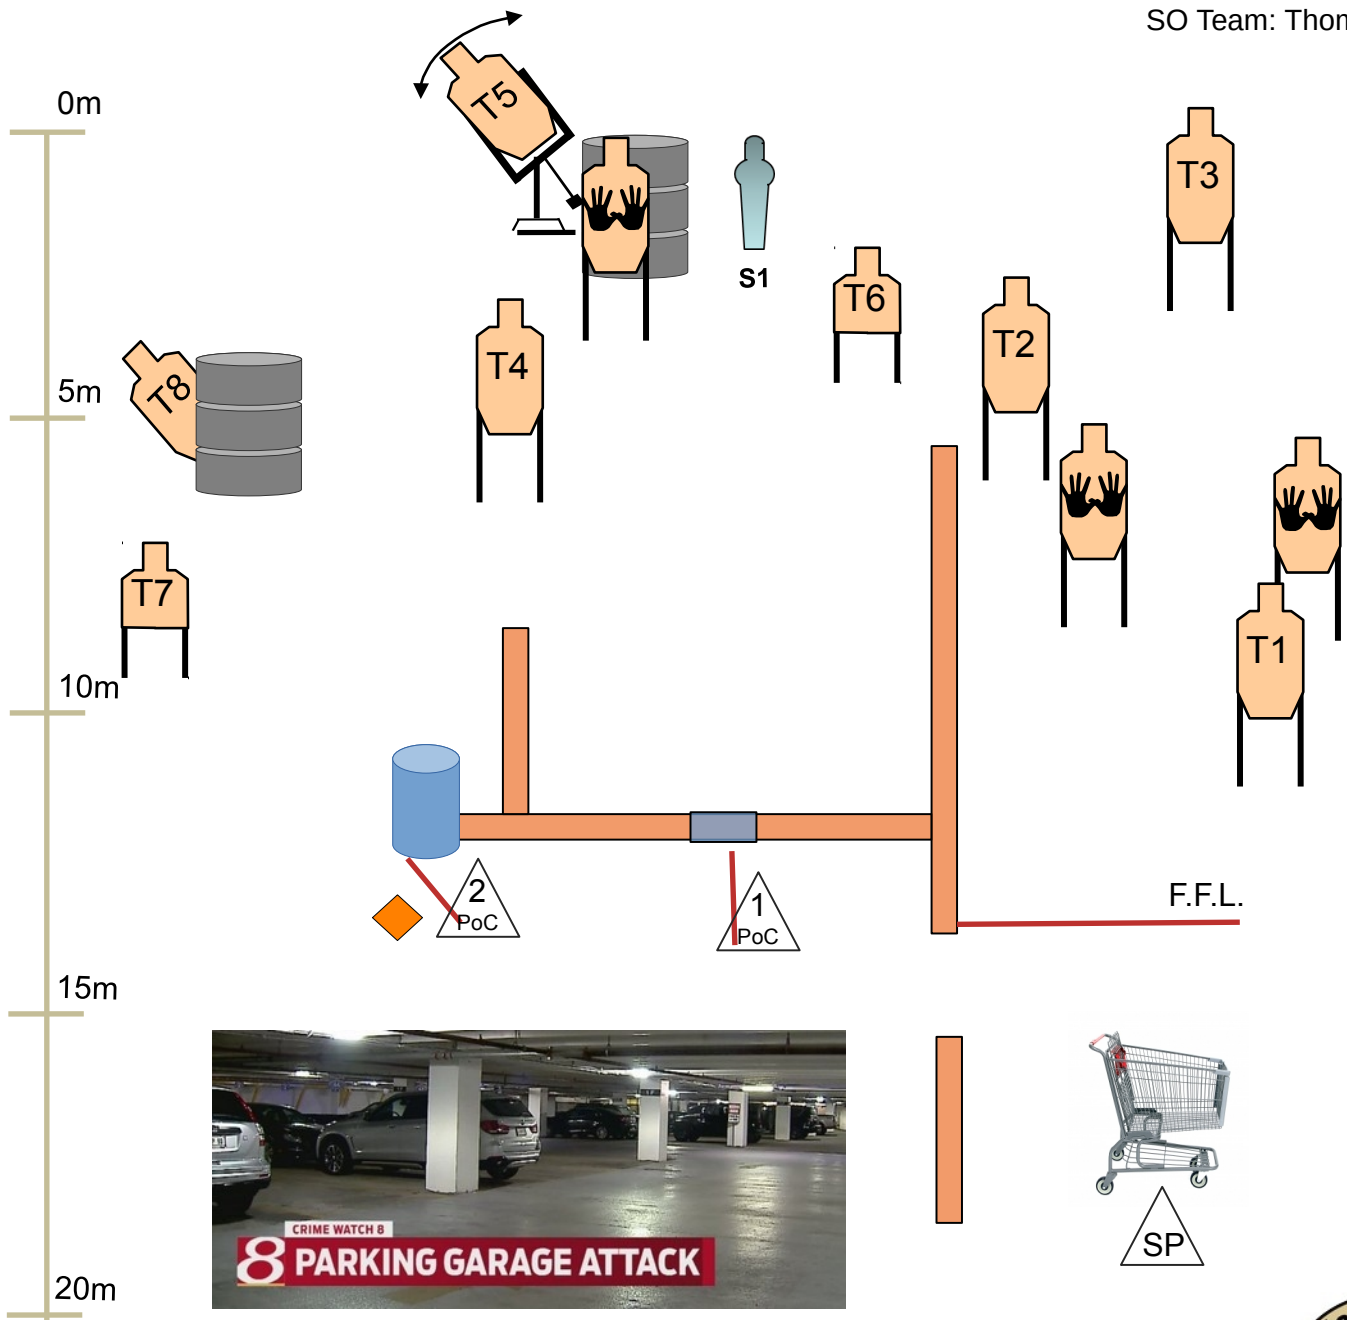 SO Team: Thom
0m
T5
T3
S1
T6
T2
T4
T8
5m
T7
T1
10m
2
PoC
1
PoC
F.F.L.
15m
CRIME WATCH 8
8 PARKING GARAGE ATTACK
SP
20m